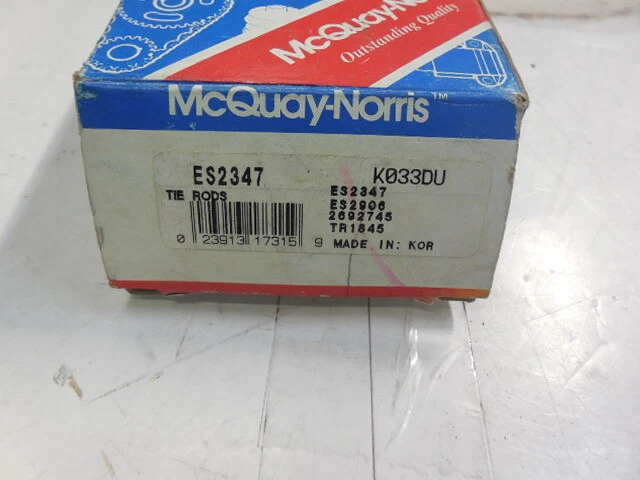 McQuay-Norris
Outstanding Quality
McQuay-Norris™
ES2347 K033DU
TIE RODS
ES2347
ES2906
2692745
TR1845
0 23913 17315 9 MADE IN: KOR